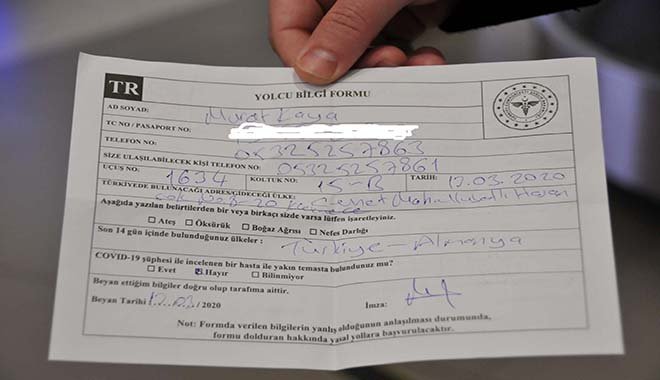 TR
YOLCU BİLGİ FORMU
AD SOYAD: Murat Kaya
TC NO / PASAPORT NO:
TELEFON NO: 05325257863
SİZE ULAŞILABİLECEK KİŞİ TELEFON NO: 05325257861
UÇUŞ NO: 1634 KOLTUK NO: 15-B TARİH: 12.03.2020
TÜRKİYEDE BULUNACAĞI ADRES/GİDECEĞİ ÜLKE: Cennet
Aşağıda yazılan belirtilerden bir veya birkaçı sizde varsa lütfen işaretleyiniz.
Ateş Öksürük Boğaz Ağrısı Nefes Darlığı
Son 14 gün içinde bulunduğunuz ülkeler : Türkiye - Almanya
COVID-19 şüphesi ile incelenen bir hasta ile yakın temasta bulundunuz mu?
Evet Hayır Bilinmiyor
Beyan ettiğim bilgiler doğru olup tarafıma aittir.
Beyan Tarihi 12/03/2020 İmza:
Not: Formda verilen bilgilerin yanlış olduğunun anlaşılması durumunda,
formu dolduran hakkında yasal yollara başvurulacaktır.